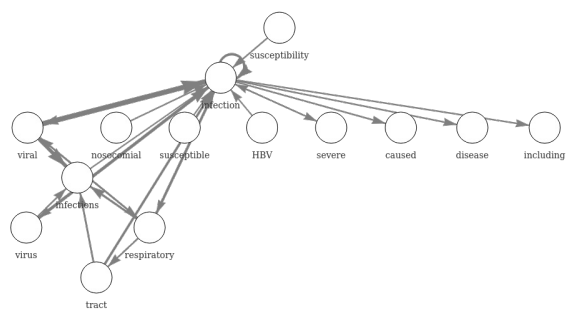 susceptibility
infection
viral
nosocomial
susceptible
HBV
severe
caused
disease
including
infections
virus
respiratory
tract